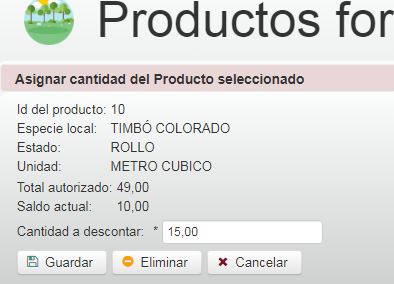 Productos for
Asignar cantidad del Producto seleccionado
Id del producto: 10
Especie local: TIMBÓ COLORADO
Estado: ROLLO
Unidad: METRO CUBICO
Total autorizado: 49,00
Saldo actual: 10,00
Cantidad a descontar: * 15,00
Guardar Eliminar Cancelar